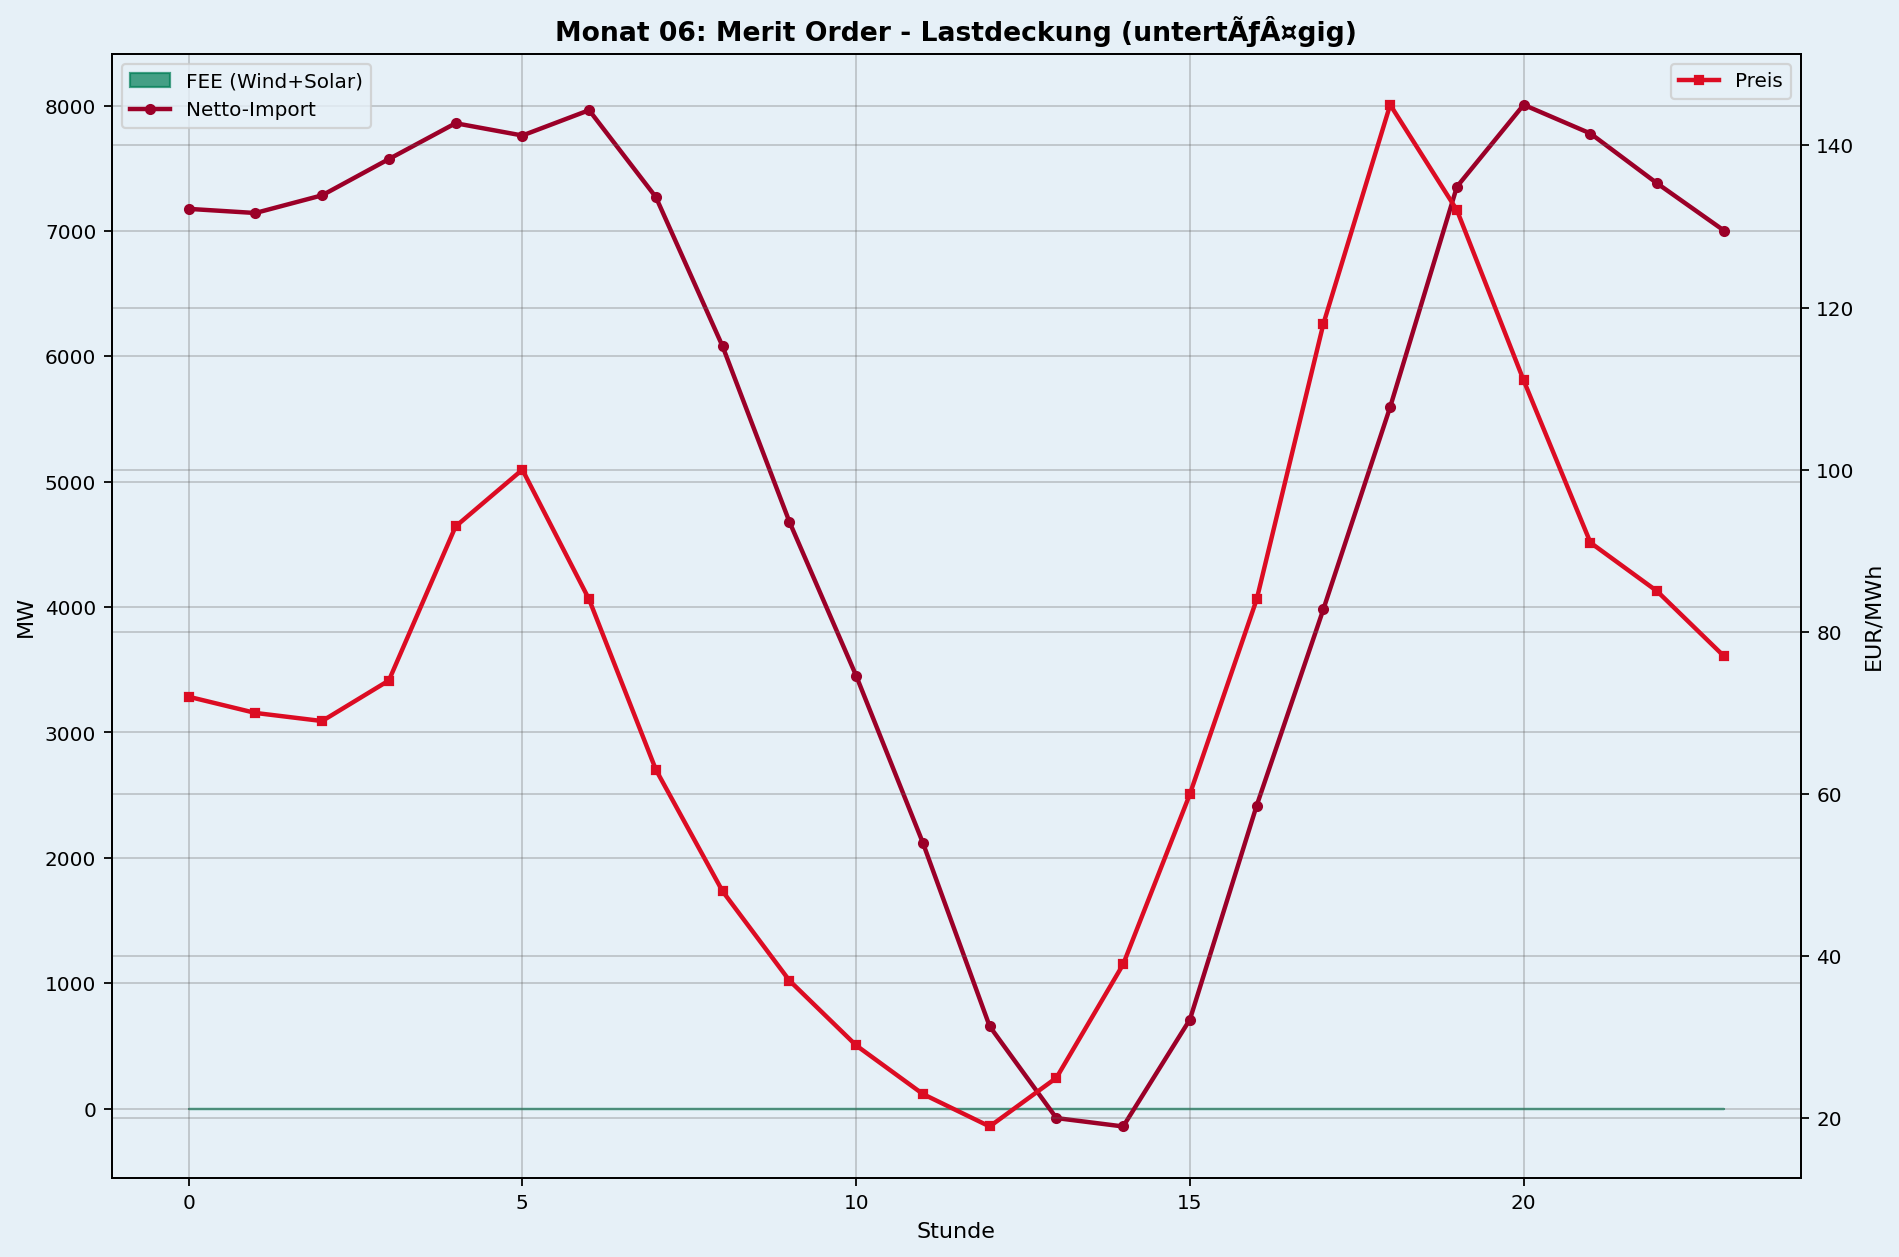 Monat 06: Merit Order - Lastdeckung (untertÃƒÂ¤gig)
FEE (Wind+Solar)
Netto-Import
Preis
8000
7000
6000
5000
4000
3000
2000
1000
0
MW
140
120
100
80
60
40
20
EUR/MWh
0 5 10 15 20
Stunde